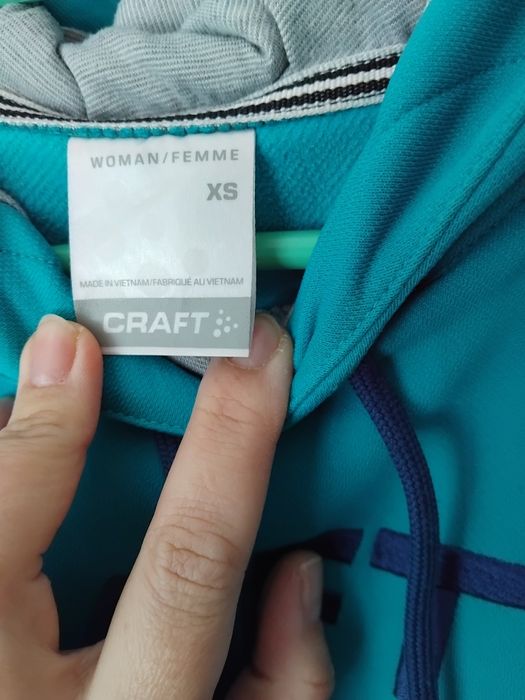 WOMAN/FEMME
XS
MADE IN VIETNAM/FABRIQUÉ AU VIETNAM
CRAFT